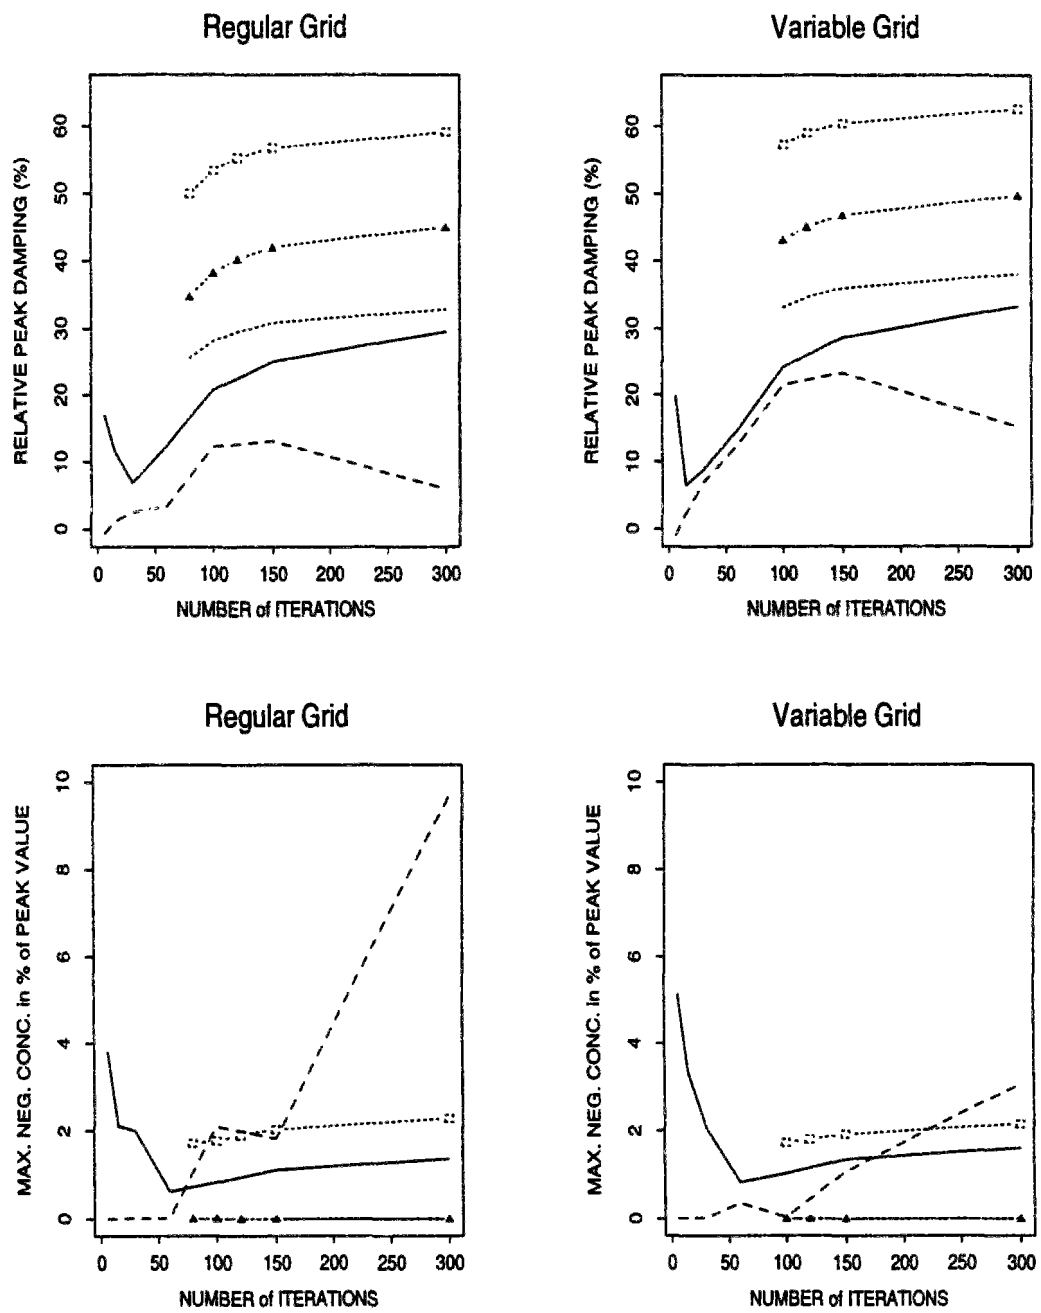 Regular Grid
Variable Grid
RELATIVE PEAK DAMPING (%)
60
50
40
30
20
10
0
0 50 100 150 200 250 300
NUMBER of ITERATIONS
RELATIVE PEAK DAMPING (%)
60
50
40
30
20
10
0
0 50 100 150 200 250 300
NUMBER of ITERATIONS
Regular Grid
Variable Grid
MAX. NEG. CONC. in % of PEAK VALUE
10
8
6
4
2
0
0 50 100 150 200 250 300
NUMBER of ITERATIONS
MAX. NEG. CONC. in % of PEAK VALUE
10
8
6
4
2
0
0 50 100 150 200 250 300
NUMBER of ITERATIONS